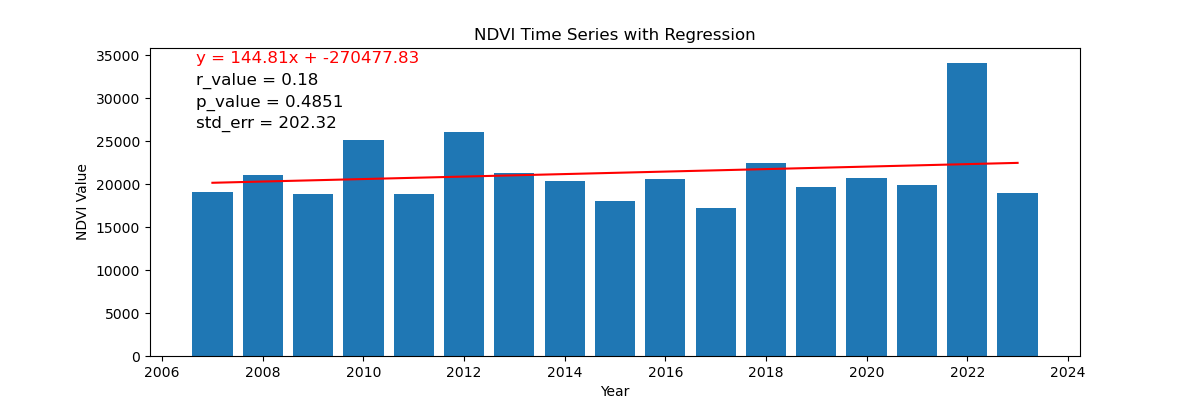 NDVI Time Series with Regression
y = 144.81x + -270477.83
r_value = 0.18
p_value = 0.4851
std_err = 202.32
35000
30000
25000
20000
15000
10000
5000
0
NDVI Value
2006 2008 2010 2012 2014 2016 2018 2020 2022 2024
Year